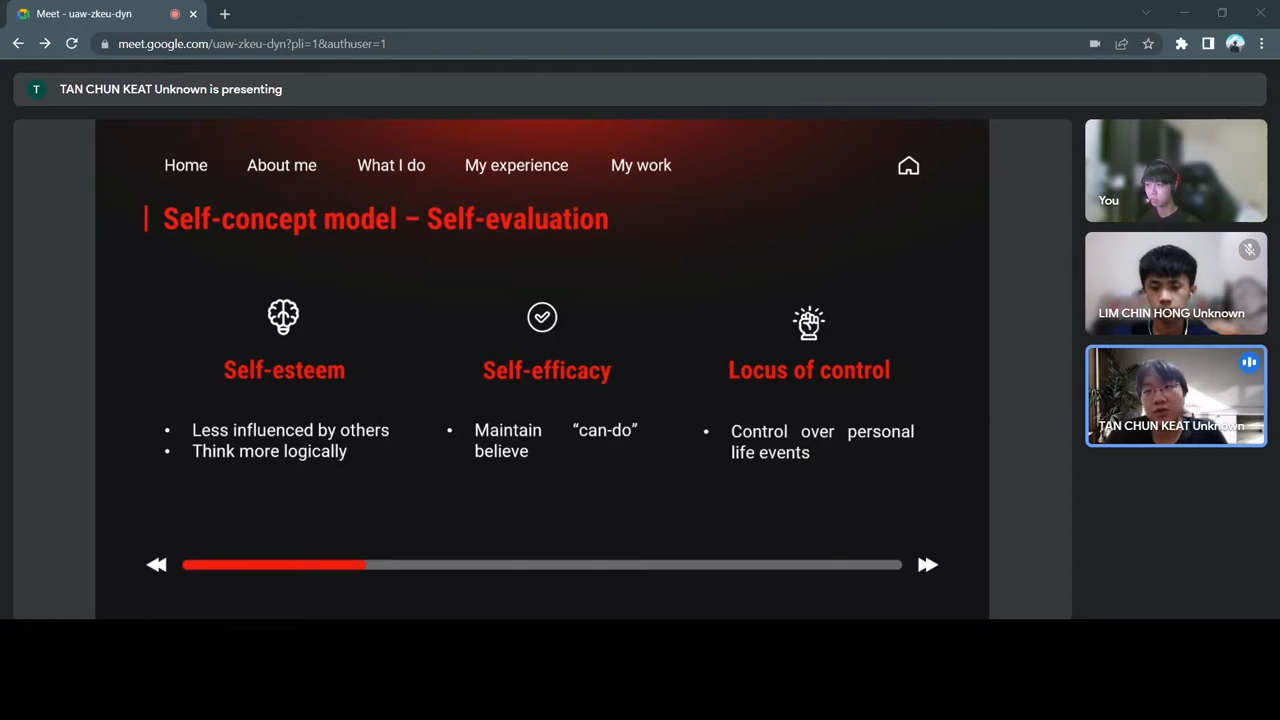 Meet - uaw-zkeu-dyn
meet.google.com/uaw-zkeu-dyn?pli=1&authuser=1
T TAN CHUN KEAT Unknown is presenting
Home About me What I do My experience My work
Self-concept model – Self-evaluation
Self-esteem
Less influenced by others
Think more logically
Self-efficacy
Maintain "can-do"
believe
Locus of control
Control over personal
life events
You
LIM CHIN HONG Unknown
TAN CHUN KEAT Unknown